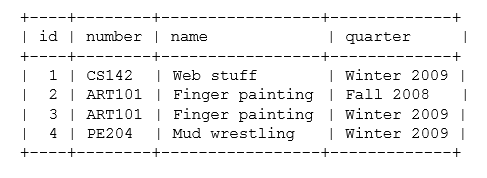 +----+--------+-----------------+-------------+
| id | number | name            | quarter     |
+----+--------+-----------------+-------------+
|  1 | CS142  | Web stuff       | Winter 2009 |
|  2 | ART101 | Finger painting | Fall 2008   |
|  3 | ART101 | Finger painting | Winter 2009 |
|  4 | PE204  | Mud wrestling   | Winter 2009 |
+----+--------+-----------------+-------------+